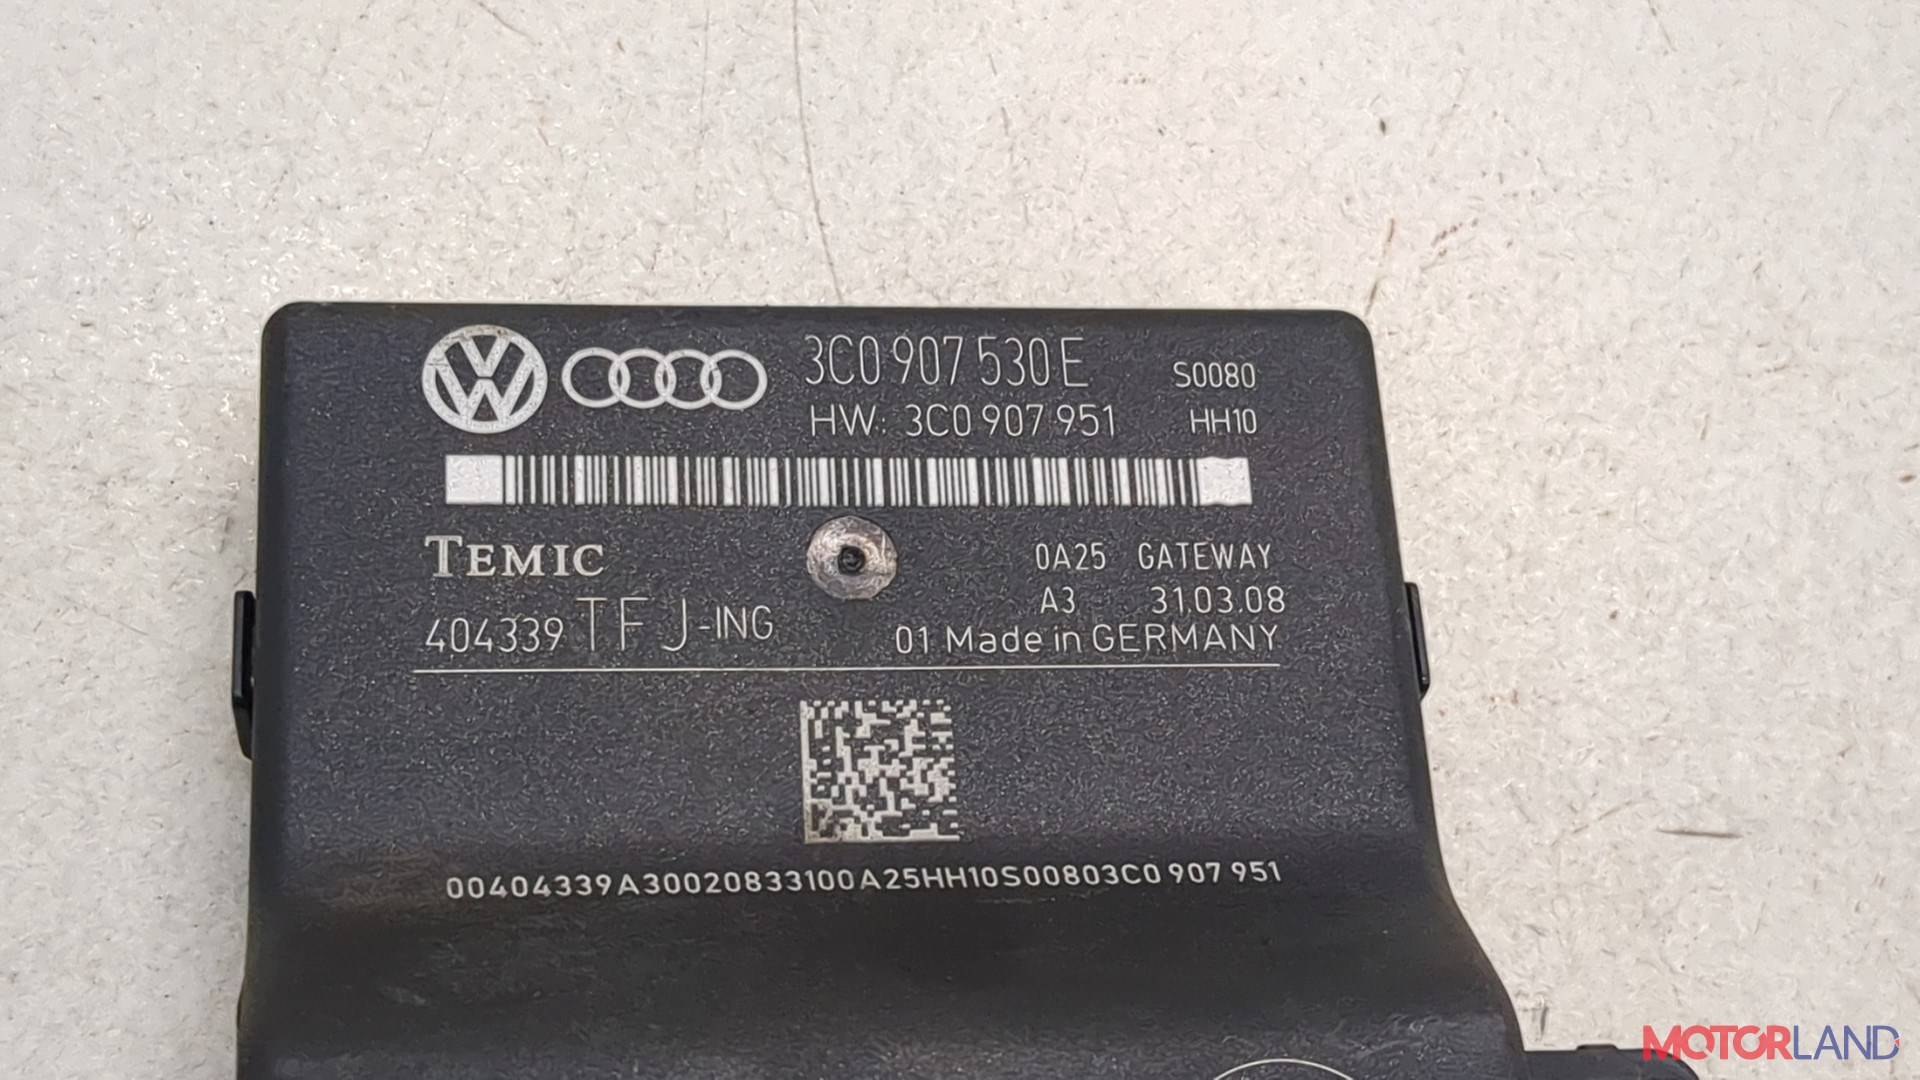 3C0 907 530 E S0080
HW: 3C0 907 951 HH10
TEMIC 0A25 GATEWAY
A3 31.03.08
404339 TFJ-ING 01 Made in GERMANY
00404339A30020833100A25HH10S00803C0 907 951
MOTORLAND